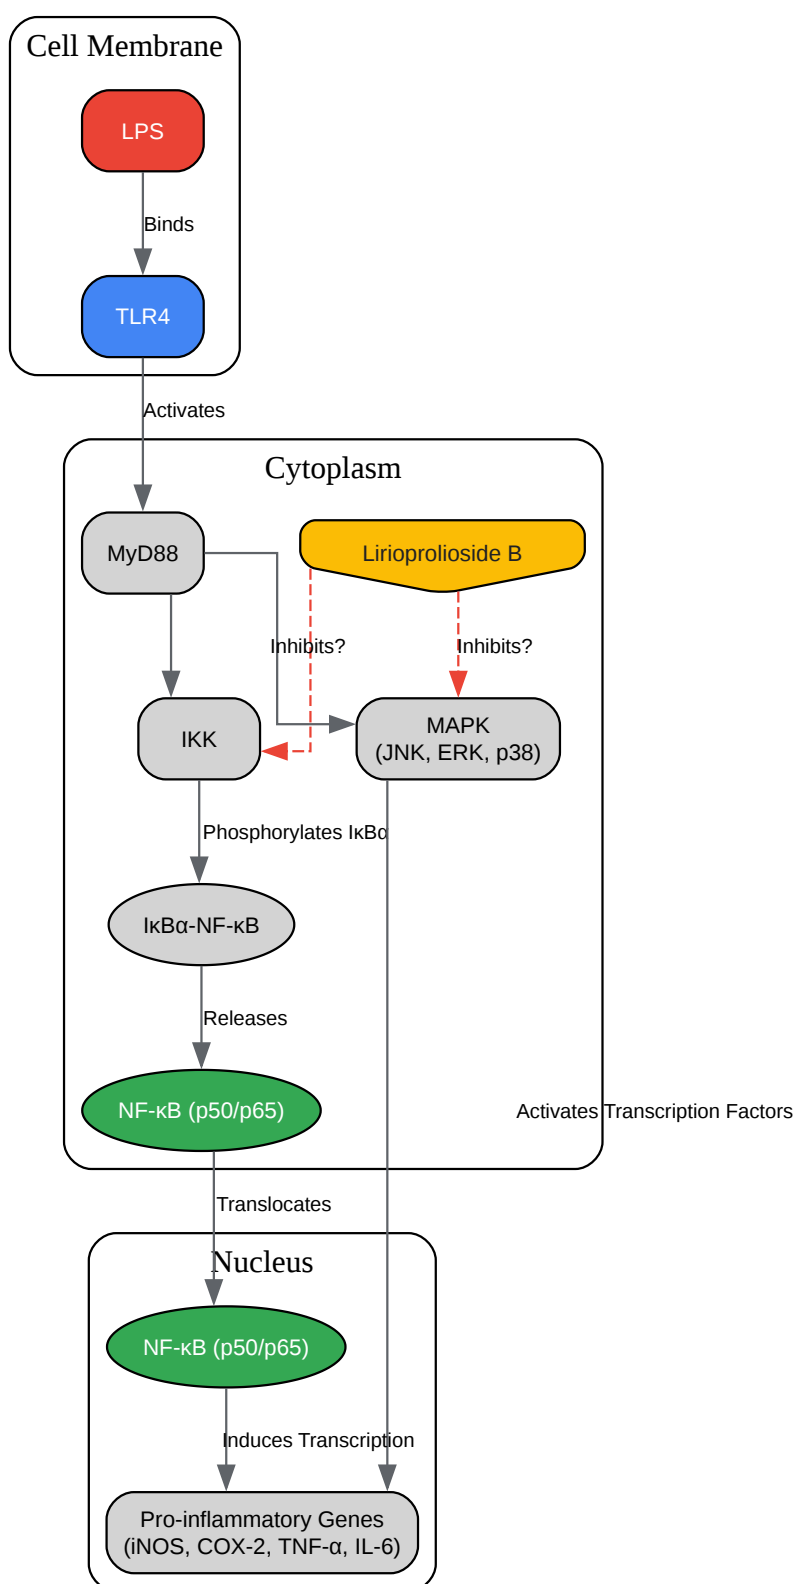 Cell Membrane
LPS
Binds
TLR4
Activates
Cytoplasm
MyD88
Lirioprolioside B
Inhibits?
Inhibits?
IKK
MAPK
(JNK, ERK, p38)
Phosphorylates IκBα
IκBα-NF-κB
Releases
NF-κB (p50/p65)
Activates Transcription Factors
Translocates
Nucleus
NF-κB (p50/p65)
Induces Transcription
Pro-inflammatory Genes
(iNOS, COX-2, TNF-α, IL-6)